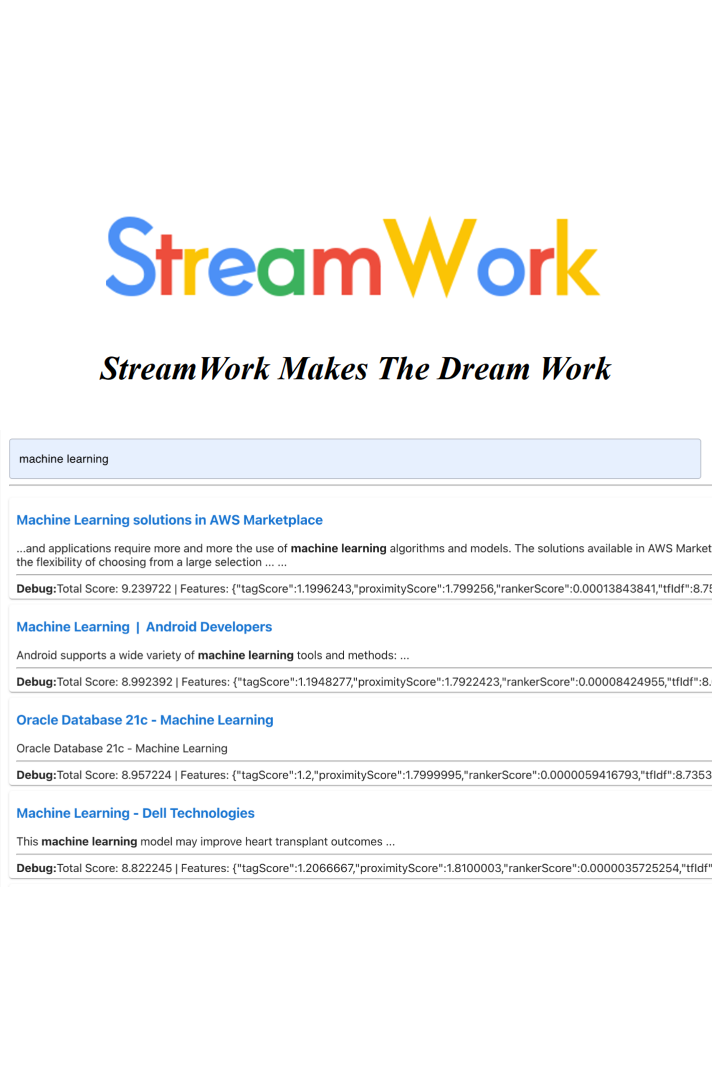 StreamWork
StreamWork Makes The Dream Work
machine learning
Machine Learning solutions in AWS Marketplace
...and applications require more and more the use of machine learning algorithms and models. The solutions available in AWS Market
the flexibility of choosing from a large selection ... ...
Debug:Total Score: 9.239722 | Features: {"tagScore":1.1996243,"proximityScore":1.799256,"rankerScore":0.00013843841,"tfIdf":8.75
Machine Learning | Android Developers
Android supports a wide variety of machine learning tools and methods: ...
Debug:Total Score: 8.992392 | Features: {"tagScore":1.1948277,"proximityScore":1.7922423,"rankerScore":0.00008424955,"tfIdf":8.
Oracle Database 21c - Machine Learning
Oracle Database 21c - Machine Learning
Debug:Total Score: 8.957224 | Features: {"tagScore":1.2,"proximityScore":1.7999995,"rankerScore":0.0000059416793,"tfIdf":8.7353
Machine Learning - Dell Technologies
This machine learning model may improve heart transplant outcomes ...
Debug:Total Score: 8.822245 | Features: {"tagScore":1.2066667,"proximityScore":1.8100003,"rankerScore":0.0000035725254,"tfIdf"